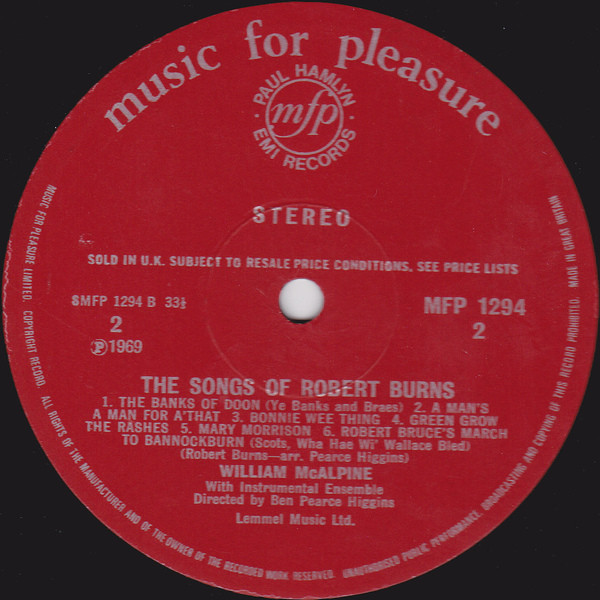 music for pleasure
PAUL HAMLYN
mfp
EMI RECORDS
STEREO
SOLD IN U.K. SUBJECT TO RESALE PRICE CONDITIONS, SEE PRICE LISTS
SMFP 1294 B 33⅓
MFP 1294
2
2
Ⓟ1969
THE SONGS OF ROBERT BURNS
1. THE BANKS OF DOON (Ye Banks and Braes) 2. A MAN'S
A MAN FOR A'THAT 3. BONNIE WEE THING 4. GREEN GROW
THE RASHES 5. MARY MORRISON 6. ROBERT BRUCE'S MARCH
TO BANNOCKBURN (Scots, Wha Hae Wi' Wallace Bled)
(Robert Burns—arr. Pearce Higgins)
WILLIAM McALPINE
With Instrumental Ensemble
Directed by Ben Pearce Higgins
Lemmel Music Ltd.
MUSIC FOR PLEASURE LIMITED. COPYRIGHT RECORD. ALL RIGHTS OF THE MANUFACTURER AND OF THE OWNER OF THE RECORDED WORK RESERVED. UNAUTHORISED PUBLIC PERFORMANCE, BROADCASTING AND COPYING OF THIS RECORD PROHIBITED. MADE IN GREAT BRITAIN